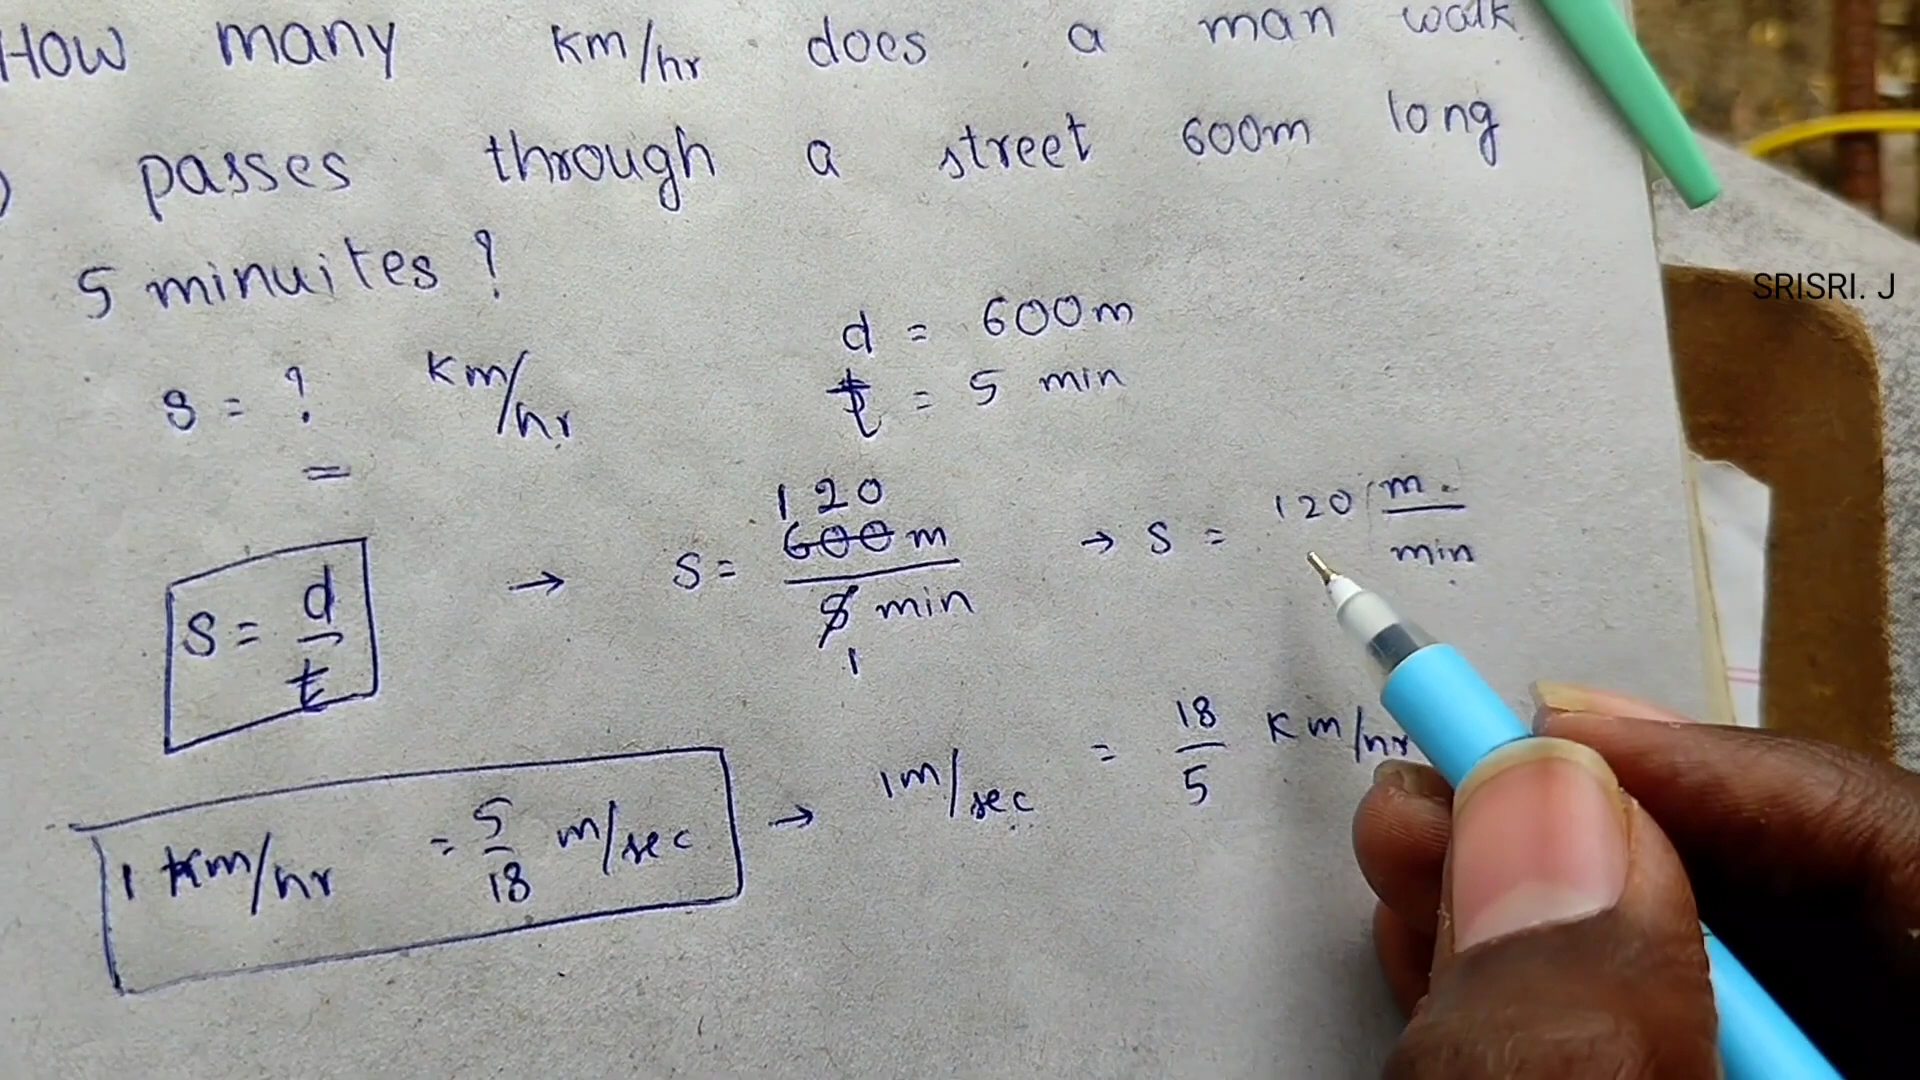 How many km/hr does a man walk
) passes through a street 600m long
5 minuites ?
SRISRI. J
d = 600m
s = ? km/hr
t = 5 min
=
s = d/t → s = 120 600 m / 5 min 1 → s = 120 m. / min
1 km/hr = 5/18 m/sec → 1m/sec = 18/5 km/hr